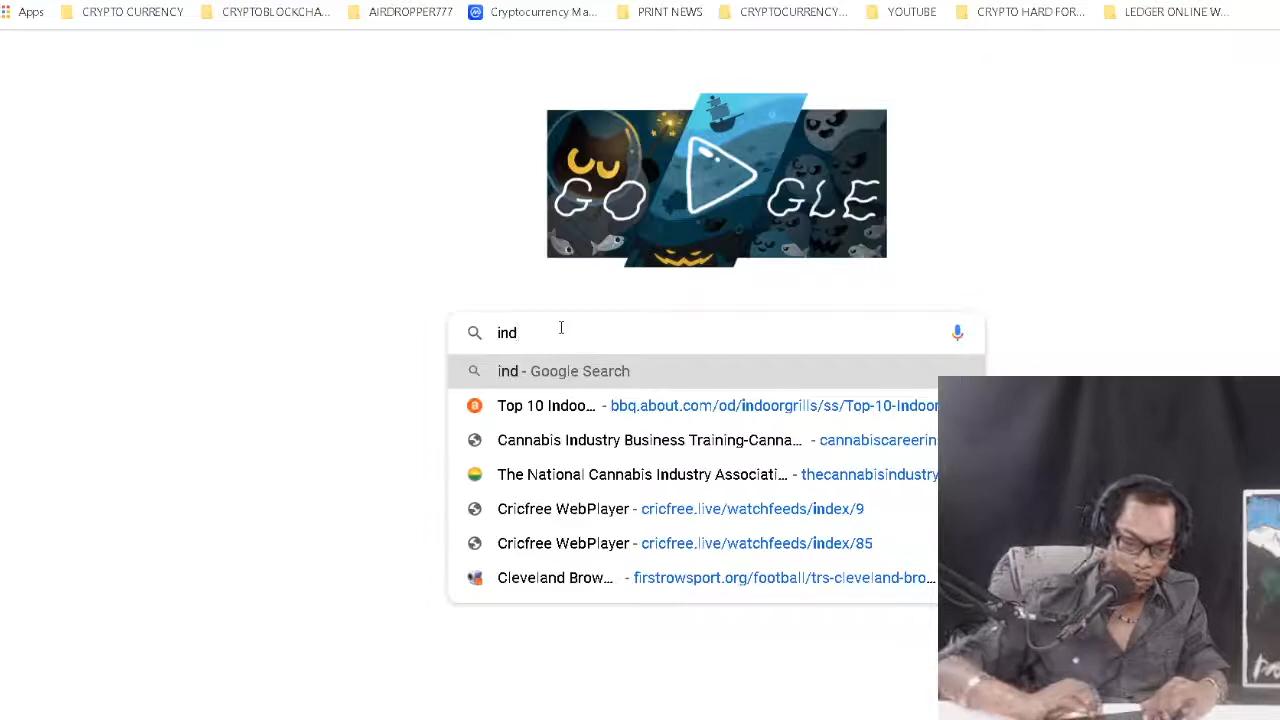 Apps CRYPTO CURRENCY CRYPTOBLOCKCHA... AIRDROPPER777 Cryptocurrency Ma... PRINT NEWS CRYPTOCURRENCY... YOUTUBE CRYPTO HARD FOR... LEDGER ONLINE W...
GO GLE
ind
ind - Google Search
Top 10 Indoo... - bbq.about.com/od/indoorgrills/ss/Top-10-Indoor
Cannabis Industry Business Training-Canna... - cannabiscareerin
The National Cannabis Industry Associati... - thecannabisindustry
Cricfree WebPlayer - cricfree.live/watchfeeds/index/9
Cricfree WebPlayer - cricfree.live/watchfeeds/index/85
Cleveland Brow... - firstrowsport.org/football/trs-cleveland-bro...